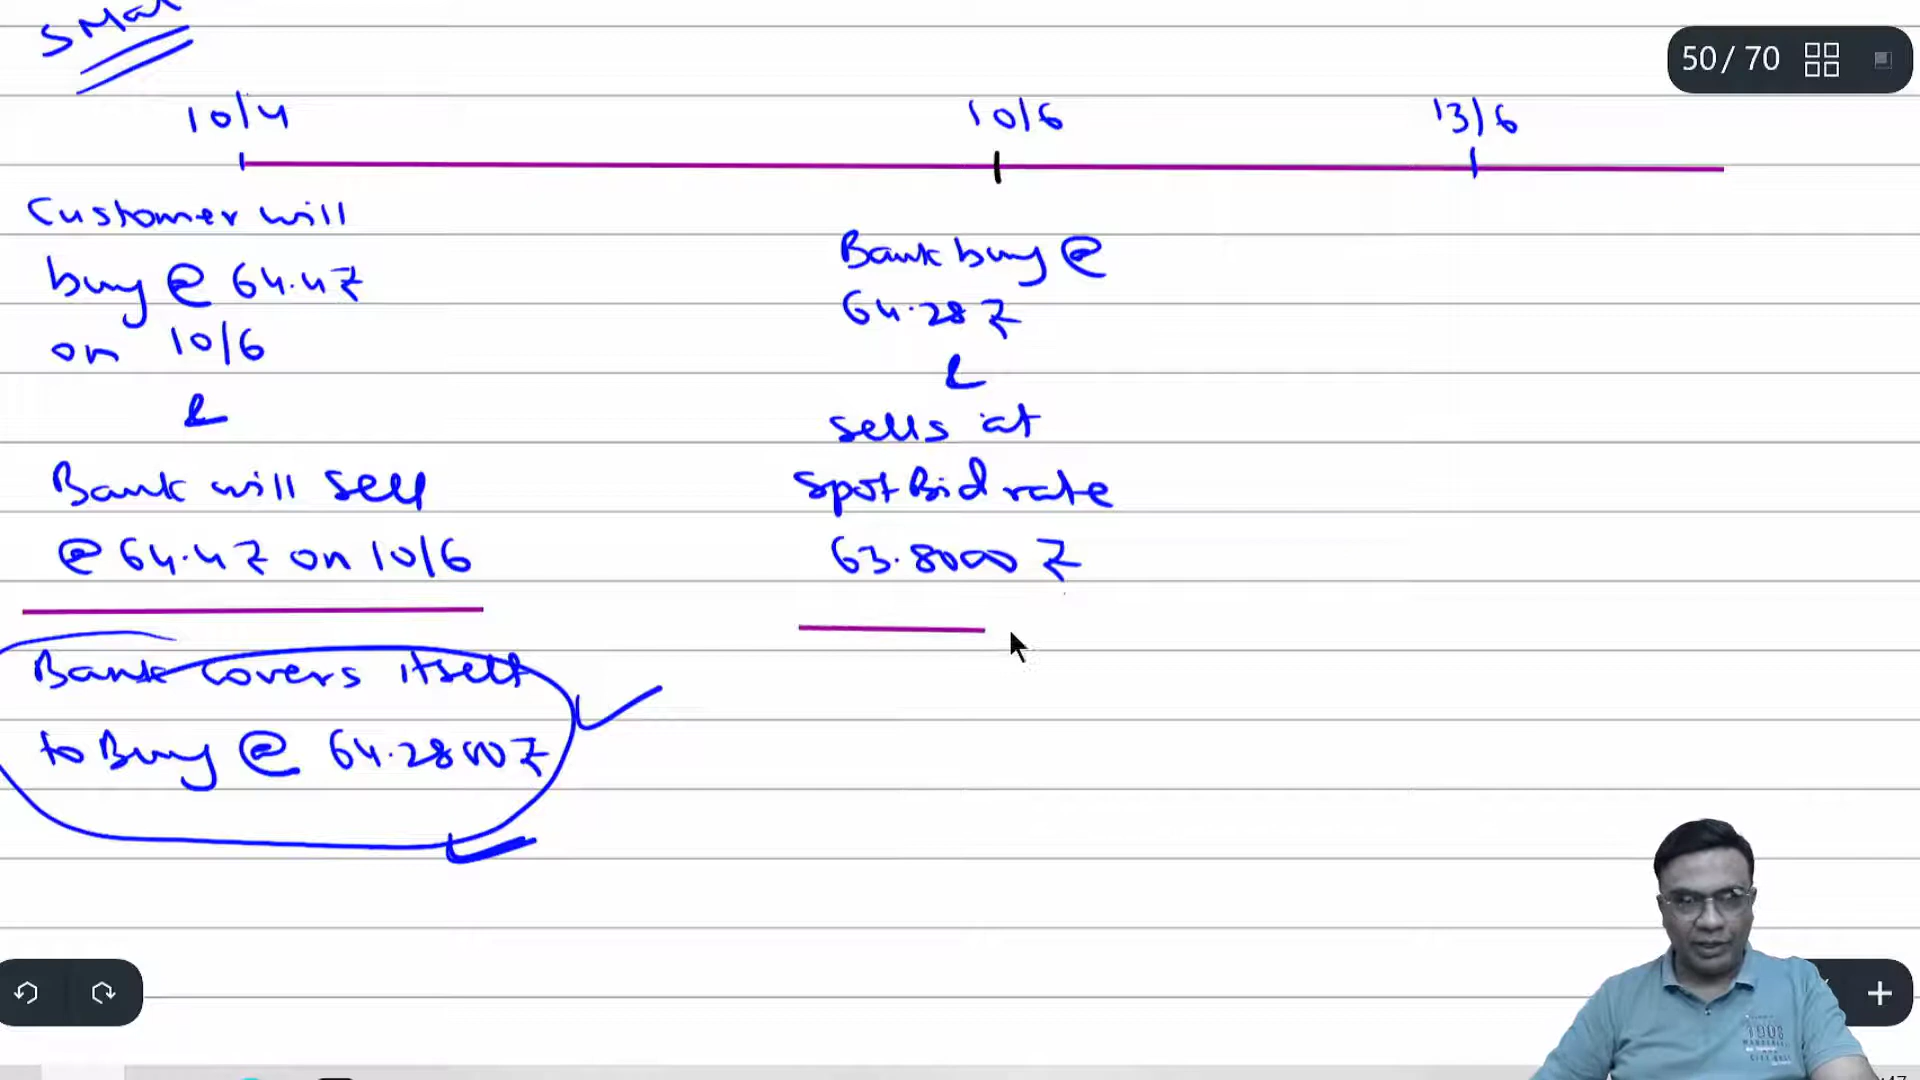 50 / 70
10/4
10/6
13/6
Customer will
buy @ 64.4₹
on 10/6
&
Bank will sell
@ 64.4₹ on 10/6
Bank covers itself
to Buy @ 64.2800₹
Bank buy @
64.28 ₹
&
sells at
spot Bid rate
63.8000 ₹